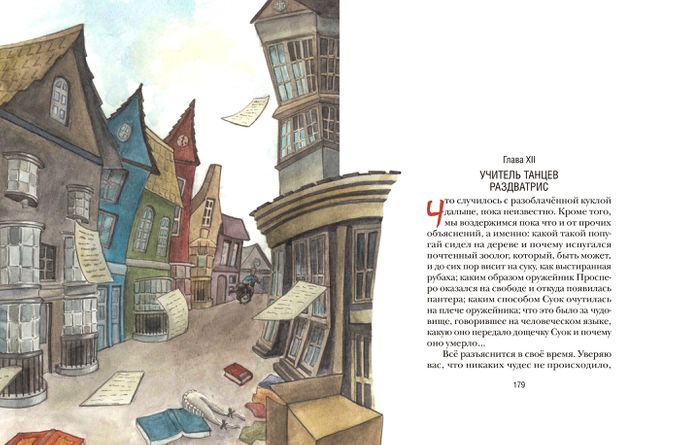 Глава XII
УЧИТЕЛЬ ТАНЦЕВ
РАЗДВАТРИС
Что случилось с разоблачённой куклой
дальше, пока неизвестно. Кроме того,
мы воздержимся пока что и от прочих
объяснений, а именно: какой такой попу-
гай сидел на дереве и почему испугался
почтенный зоолог, который, быть может,
и до сих пор висит на суку, как выстиранная
рубаха; каким образом оружейник Проспе-
ро оказался на свободе и откуда появилась
пантера; каким способом Суок очутилась
на плече оружейника; что это было за чудо-
вище, говорившее на человеческом языке,
какую оно передало дощечку Суок и почему
оно умерло...
Всё разъяснится в своё время. Уверяю
вас, что никаких чудес не происходило,
179